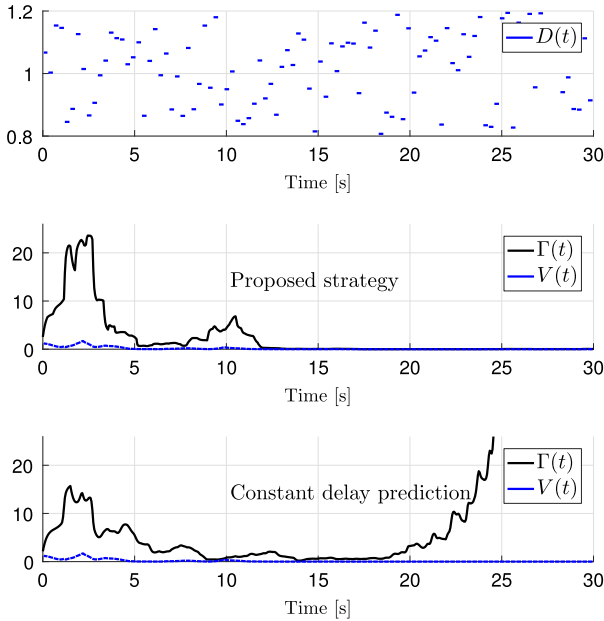 1.2
D(t)
1
0.8
0 5 10 15 20 25 30
Time [s]
Γ(t)
20
V(t)
Proposed strategy
10
0
0 5 10 15 20 25 30
Time [s]
Γ(t)
20
V(t)
Constant delay prediction
10
0
0 5 10 15 20 25 30
Time [s]